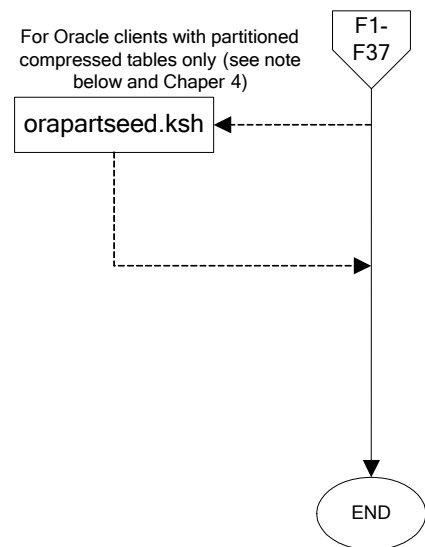 For Oracle clients with partitioned
compressed tables only (see note
below and Chaper 4)
F1-
F37
orapartseed.ksh
END